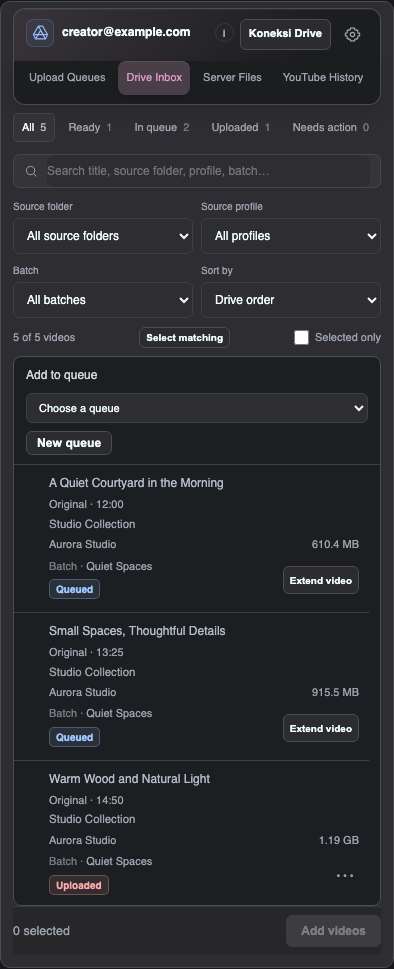 creator@example.com
I
Koneksi Drive
Upload Queues
Drive Inbox
Server Files
YouTube History
All 5
Ready 1
In queue 2
Uploaded 1
Needs action 0
Search title, source folder, profile, batch...
Source folder
Source profile
All source folders
All profiles
Batch
Sort by
All batches
Drive order
5 of 5 videos
Select matching
Selected only
Add to queue
Choose a queue
New queue
A Quiet Courtyard in the Morning
Original · 12:00
Studio Collection
Aurora Studio
610.4 MB
Batch · Quiet Spaces
Extend video
Queued
Small Spaces, Thoughtful Details
Original · 13:25
Studio Collection
Aurora Studio
915.5 MB
Batch · Quiet Spaces
Extend video
Queued
Warm Wood and Natural Light
Original · 14:50
Studio Collection
Aurora Studio
1.19 GB
Batch · Quiet Spaces
...
Uploaded
0 selected
Add videos